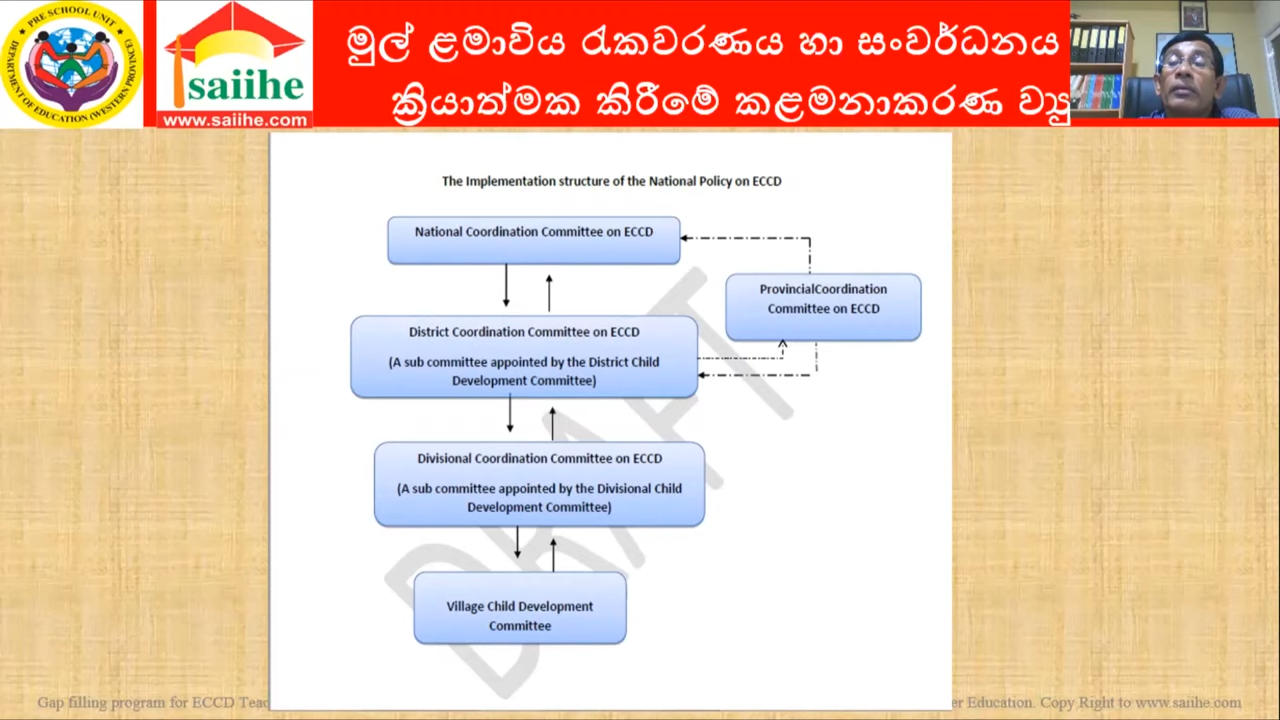 PRE SCHOOL UNIT
DEPARTMENT OF EDUCATION (WESTERN PROVINCE)
saiihe
www.saiihe.com
මුල් ළමාවිය රැකවරණය හා සංවර්ධනය
ක්‍රියාත්මක කිරීමේ කළමනාකරණ ව්‍යු
The Implementation structure of the National Policy on ECCD
National Coordination Committee on ECCD
ProvincialCoordination
Committee on ECCD
District Coordination Committee on ECCD
(A sub committee appointed by the District Child
Development Committee)
Divisional Coordination Committee on ECCD
(A sub committee appointed by the Divisional Child
Development Committee)
Village Child Development
Committee
DRAFT
Gap filling program for ECCD Teac
er Education. Copy Right to www.saiihe.com